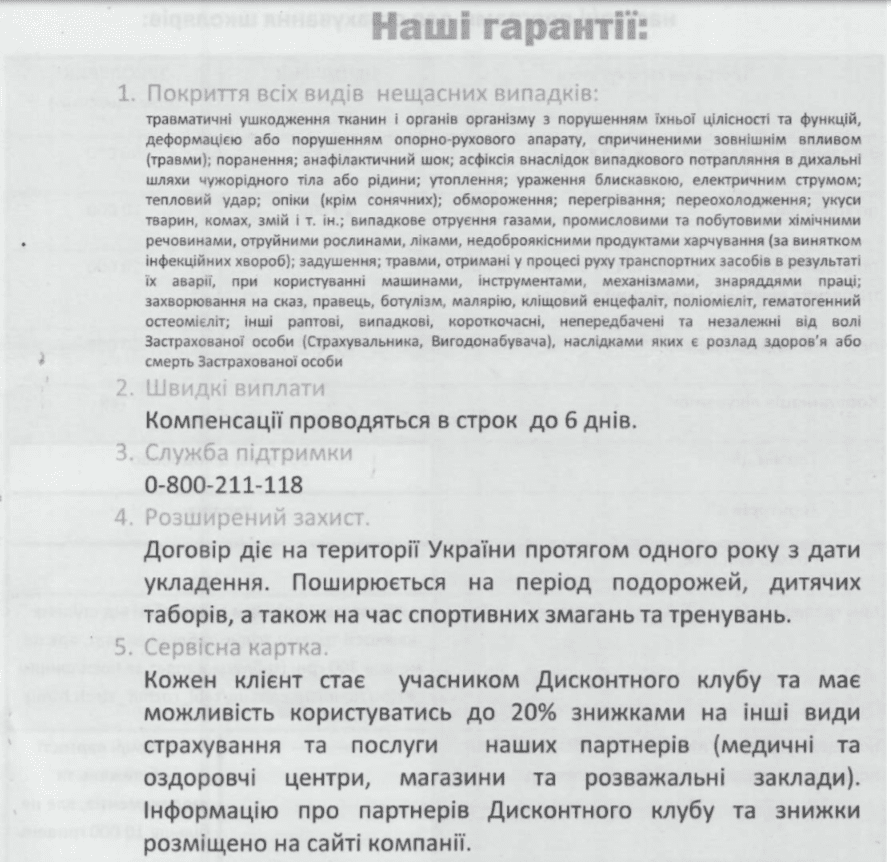 Наші гарантії:
1. Покриття всіх видів нещасних випадків:
травматичні ушкодження тканин і органів організму з порушенням їхньої цілісності та функцій,
деформацією або порушенням опорно-рухового апарату, спричиненими зовнішнім впливом
(травми); поранення; анафілактичний шок; асфіксія внаслідок випадкового потрапляння в дихальні
шляхи чужорідного тіла або рідини; утоплення; ураження блискавкою, електричним струмом;
тепловий удар; опіки (крім сонячних); обмороження; перегрівання; переохолодження; укуси
тварин, комах, змій і т. ін.; випадкове отруєння газами, промисловими та побутовими хімічними
речовинами, отруйними рослинами, ліками, недоброякісними продуктами харчування (за винятком
інфекційних хвороб); задушення; травми, отримані у процесі руху транспортних засобів в результаті
їх аварії, при користуванні машинами, інструментами, механізмами, знаряддями праці;
захворювання на сказ, правець, ботулізм, малярію, кліщовий енцефаліт, поліомієліт, гематогенний
остеомієліт; інші раптові, випадкові, короткочасні, непередбачені та незалежні від волі
Застрахованої особи (Страхувальника, Вигодонабувача), наслідками яких є розлад здоров'я або
смерть Застрахованої особи
2. Швидкі виплати
Компенсації проводяться в строк до 6 днів.
3. Служба підтримки
0-800-211-118
4. Розширений захист.
Договір діє на території України протягом одного року з дати
укладення. Поширюється на період подорожей, дитячих
таборів, а також на час спортивних змагань та тренувань.
5. Сервісна картка.
Кожен клієнт стає учасником Дисконтного клубу та має
можливість користуватись до 20% знижками на інші види
страхування та послуги наших партнерів (медичні та
оздоровчі центри, магазини та розважальні заклади).
Інформацію про партнерів Дисконтного клубу та знижки
розміщено на сайті компанії.